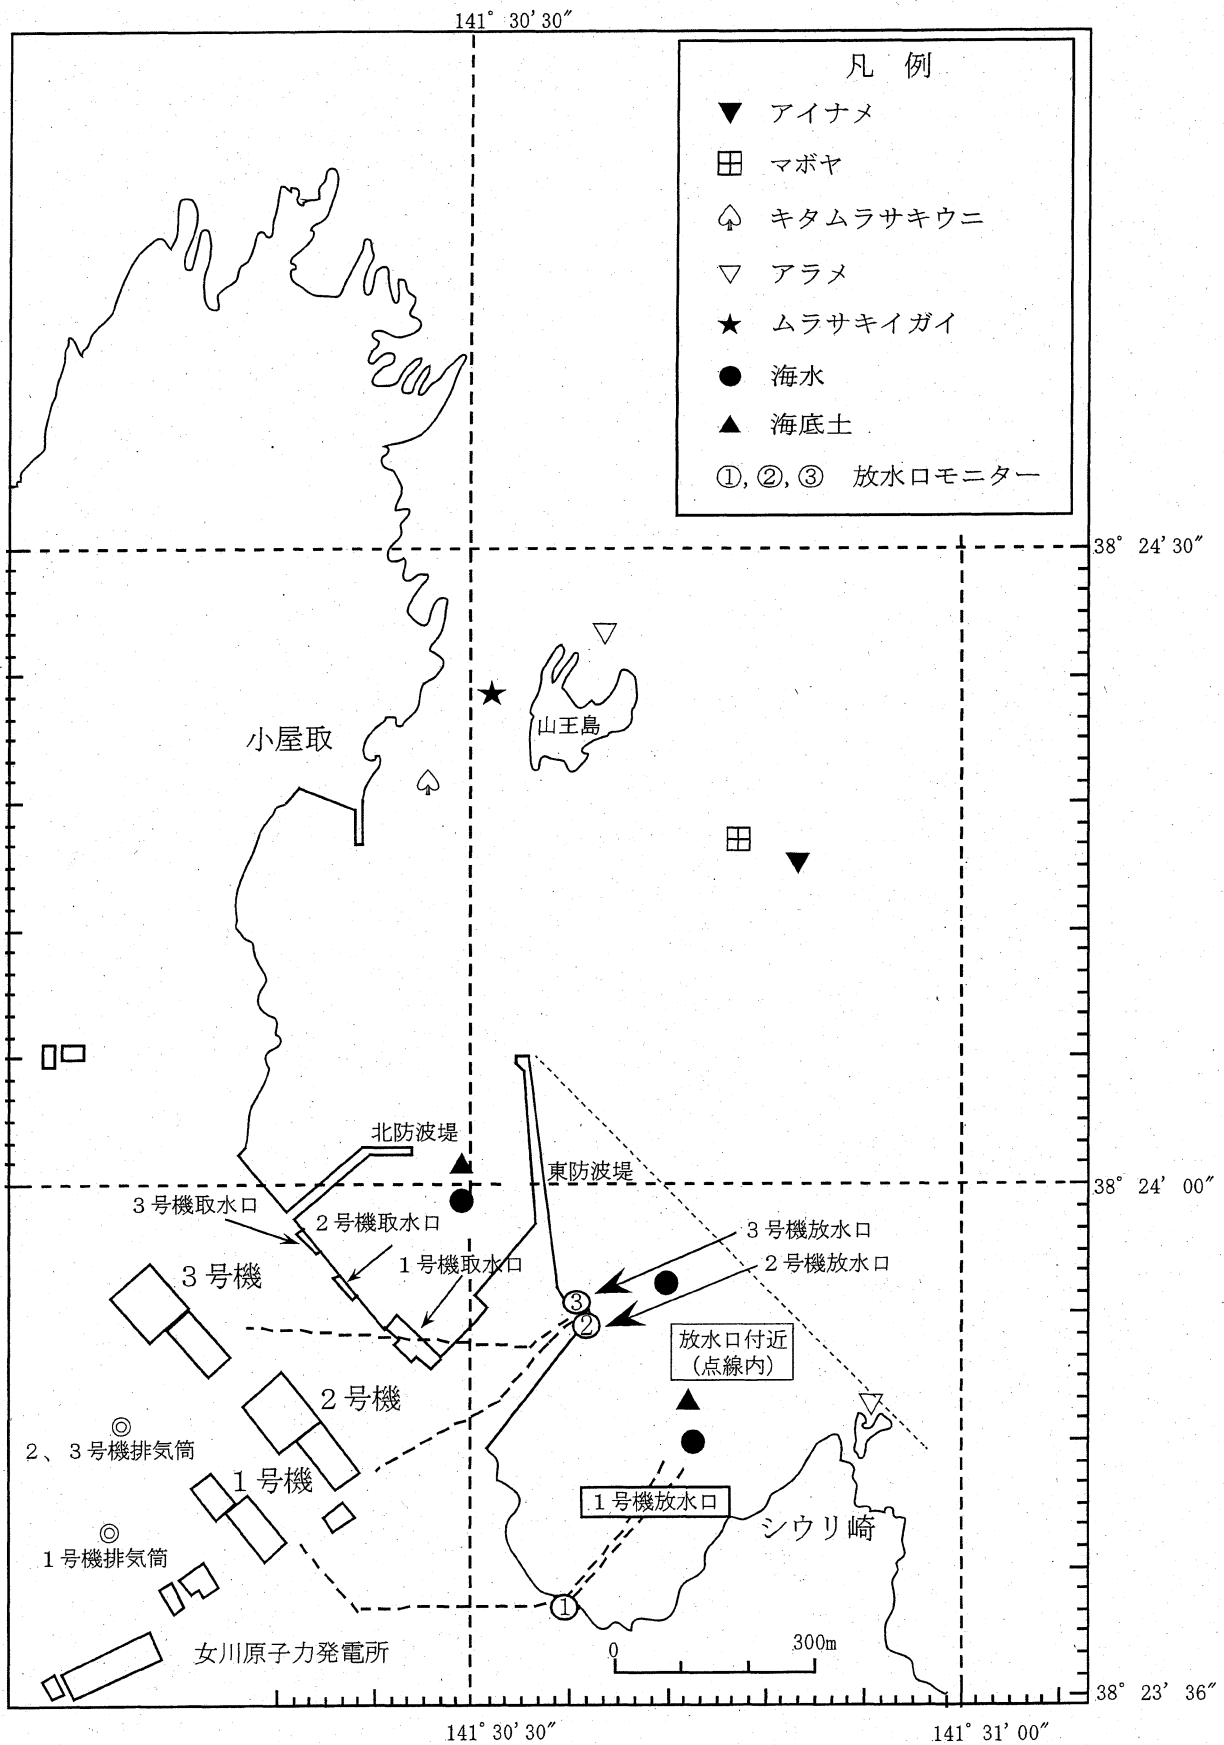 141° 30′30″
凡 例
アイナメ
マボヤ
キタムラサキウニ
アラメ
ムラサキイガイ
海水
海底土
①,②,③ 放水口モニター
38° 24′30″
山王島
小屋取
北防波堤
東防波堤
38° 24′00″
3号機取水口
2号機取水口
1号機取水口
3号機放水口
2号機放水口
3号機
③
②
放水口付近
(点線内)
2号機
2、3号機排気筒
1号機
1号機放水口
シウリ崎
1号機排気筒
①
女川原子力発電所
0 300m
38° 23′36″
141° 30′30″
141° 31′00″